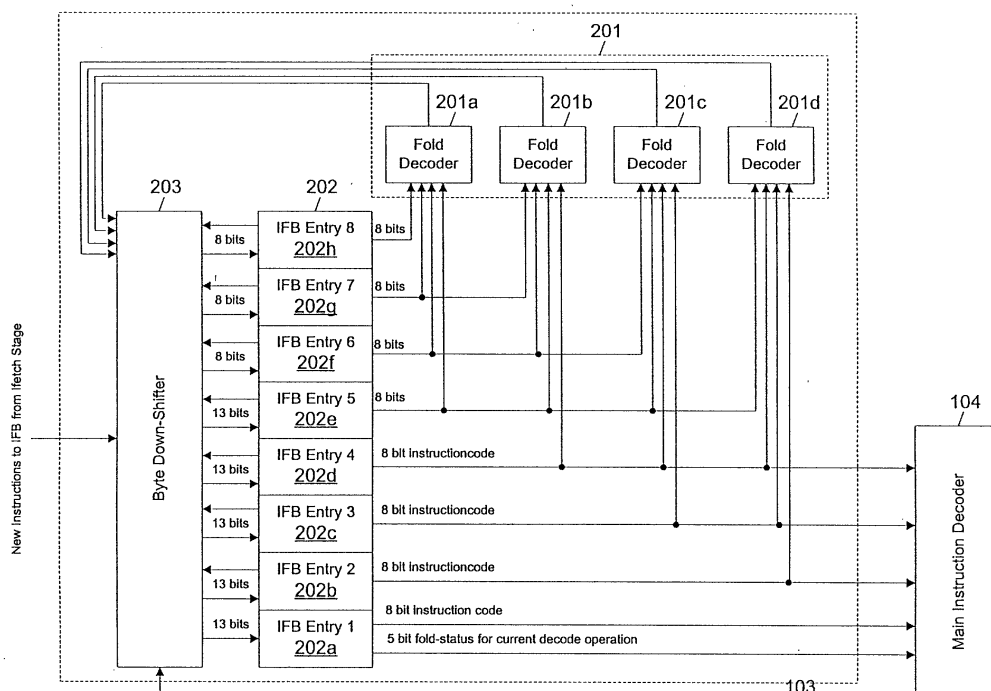 201
201a
201b
201c
201d
Fold
Decoder
Fold
Decoder
Fold
Decoder
Fold
Decoder
203
202
8 bits
IFB Entry 8
202h
8 bits
8 bits
IFB Entry 7
202g
8 bits
8 bits
IFB Entry 6
202f
8 bits
13 bits
IFB Entry 5
202e
8 bits
13 bits
IFB Entry 4
202d
8 bit instructioncode
13 bits
IFB Entry 3
202c
8 bit instructioncode
13 bits
IFB Entry 2
202b
8 bit instructioncode
13 bits
IFB Entry 1
202a
8 bit instruction code
5 bit fold-status for current decode operation
New Instructions to IFB from Ifetch Stage
Byte Down-Shifter
104
Main Instruction Decoder
103